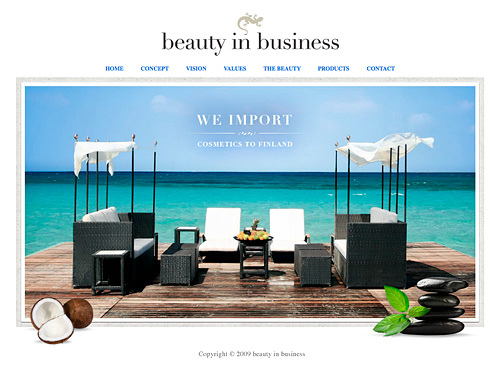 beauty in business
HOME CONCEPT VISION VALUES THE BEAUTY PRODUCTS CONTACT
WE IMPORT
COSMETICS TO FINLAND
Copyright © 2009 beauty in business